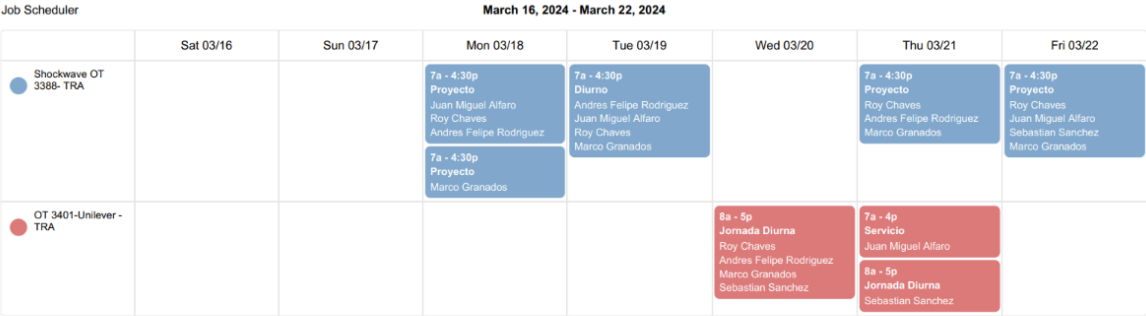 Job Scheduler
March 16, 2024 - March 22, 2024
Sat 03/16
Sun 03/17
Mon 03/18
Tue 03/19
Wed 03/20
Thu 03/21
Fri 03/22
Shockwave OT
3388- TRA
7a - 4:30p
Proyecto
Juan Miguel Alfaro
Roy Chaves
Andres Felipe Rodriguez
7a - 4:30p
Proyecto
Marco Granados
7a - 4:30p
Diurno
Andres Felipe Rodriguez
Juan Miguel Alfaro
Roy Chaves
Marco Granados
7a - 4:30p
Proyecto
Roy Chaves
Andres Felipe Rodriguez
Marco Granados
7a - 4:30p
Proyecto
Roy Chaves
Juan Miguel Alfaro
Sebastian Sanchez
Marco Granados
OT 3401-Unilever -
TRA
8a - 5p
Jornada Diurna
Roy Chaves
Andres Felipe Rodriguez
Marco Granados
Sebastian Sanchez
7a - 4p
Servicio
Juan Miguel Alfaro
8a - 5p
Jornada Diurna
Sebastian Sanchez